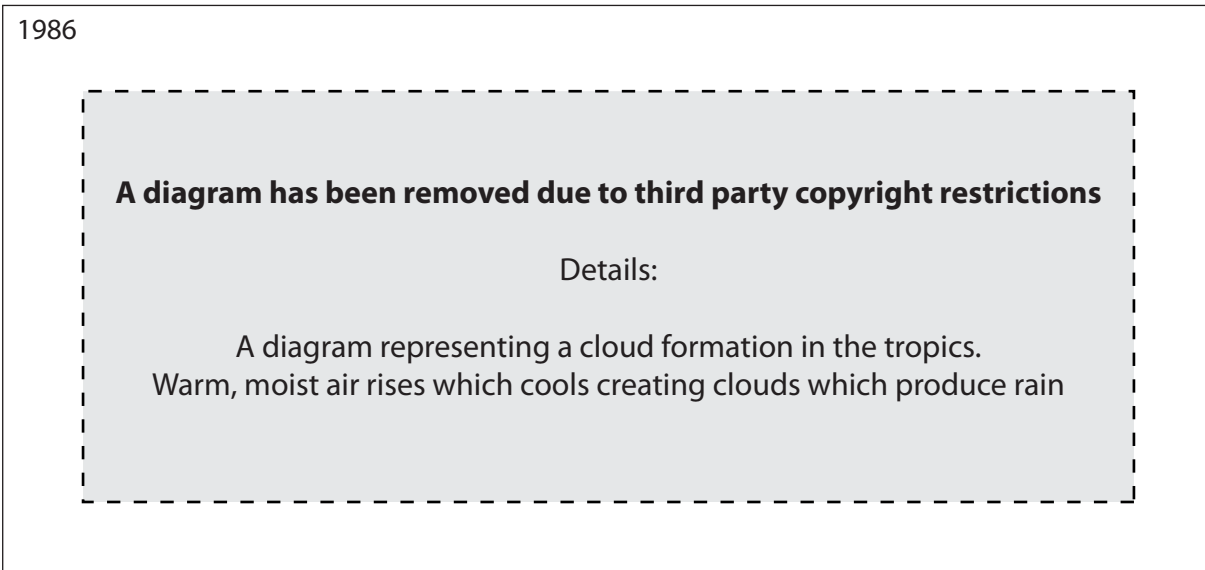 1986
A diagram has been removed due to third party copyright restrictions
Details:
A diagram representing a cloud formation in the tropics.
Warm, moist air rises which cools creating clouds which produce rain